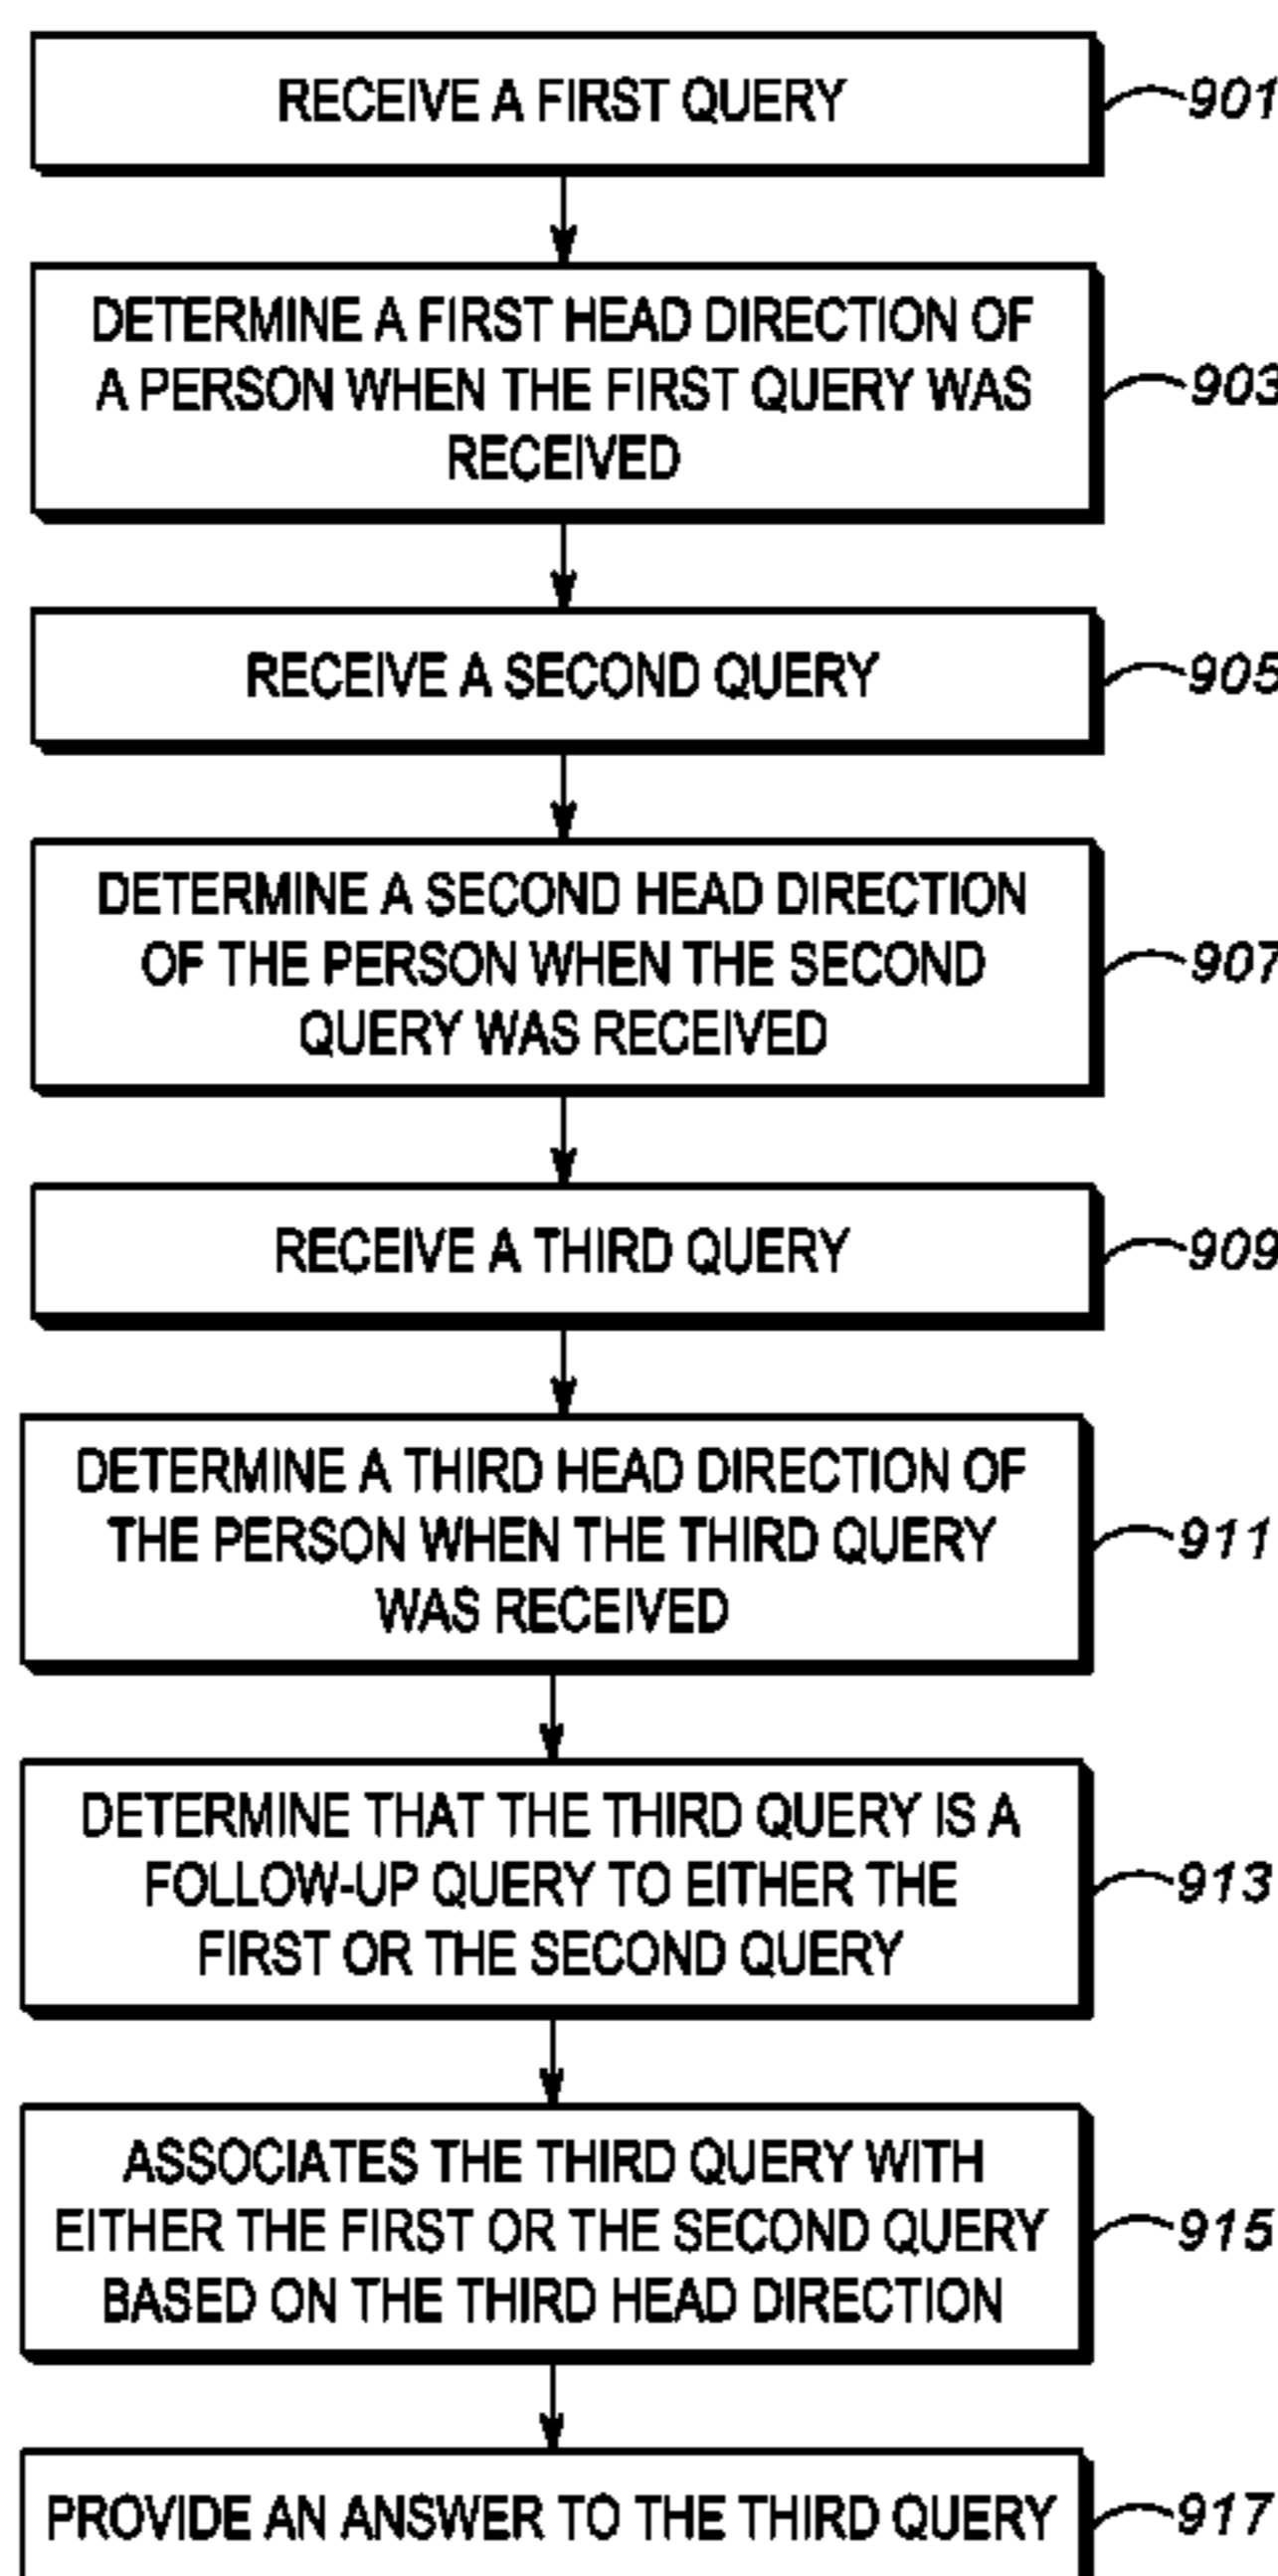 RECEIVE A FIRST QUERY
901
DETERMINE A FIRST HEAD DIRECTION OF
A PERSON WHEN THE FIRST QUERY WAS
RECEIVED
903
RECEIVE A SECOND QUERY
905
DETERMINE A SECOND HEAD DIRECTION
OF THE PERSON WHEN THE SECOND
QUERY WAS RECEIVED
907
RECEIVE A THIRD QUERY
909
DETERMINE A THIRD HEAD DIRECTION OF
THE PERSON WHEN THE THIRD QUERY
WAS RECEIVED
911
DETERMINE THAT THE THIRD QUERY IS A
FOLLOW-UP QUERY TO EITHER THE
FIRST OR THE SECOND QUERY
913
ASSOCIATES THE THIRD QUERY WITH
EITHER THE FIRST OR THE SECOND QUERY
BASED ON THE THIRD HEAD DIRECTION
915
PROVIDE AN ANSWER TO THE THIRD QUERY
917